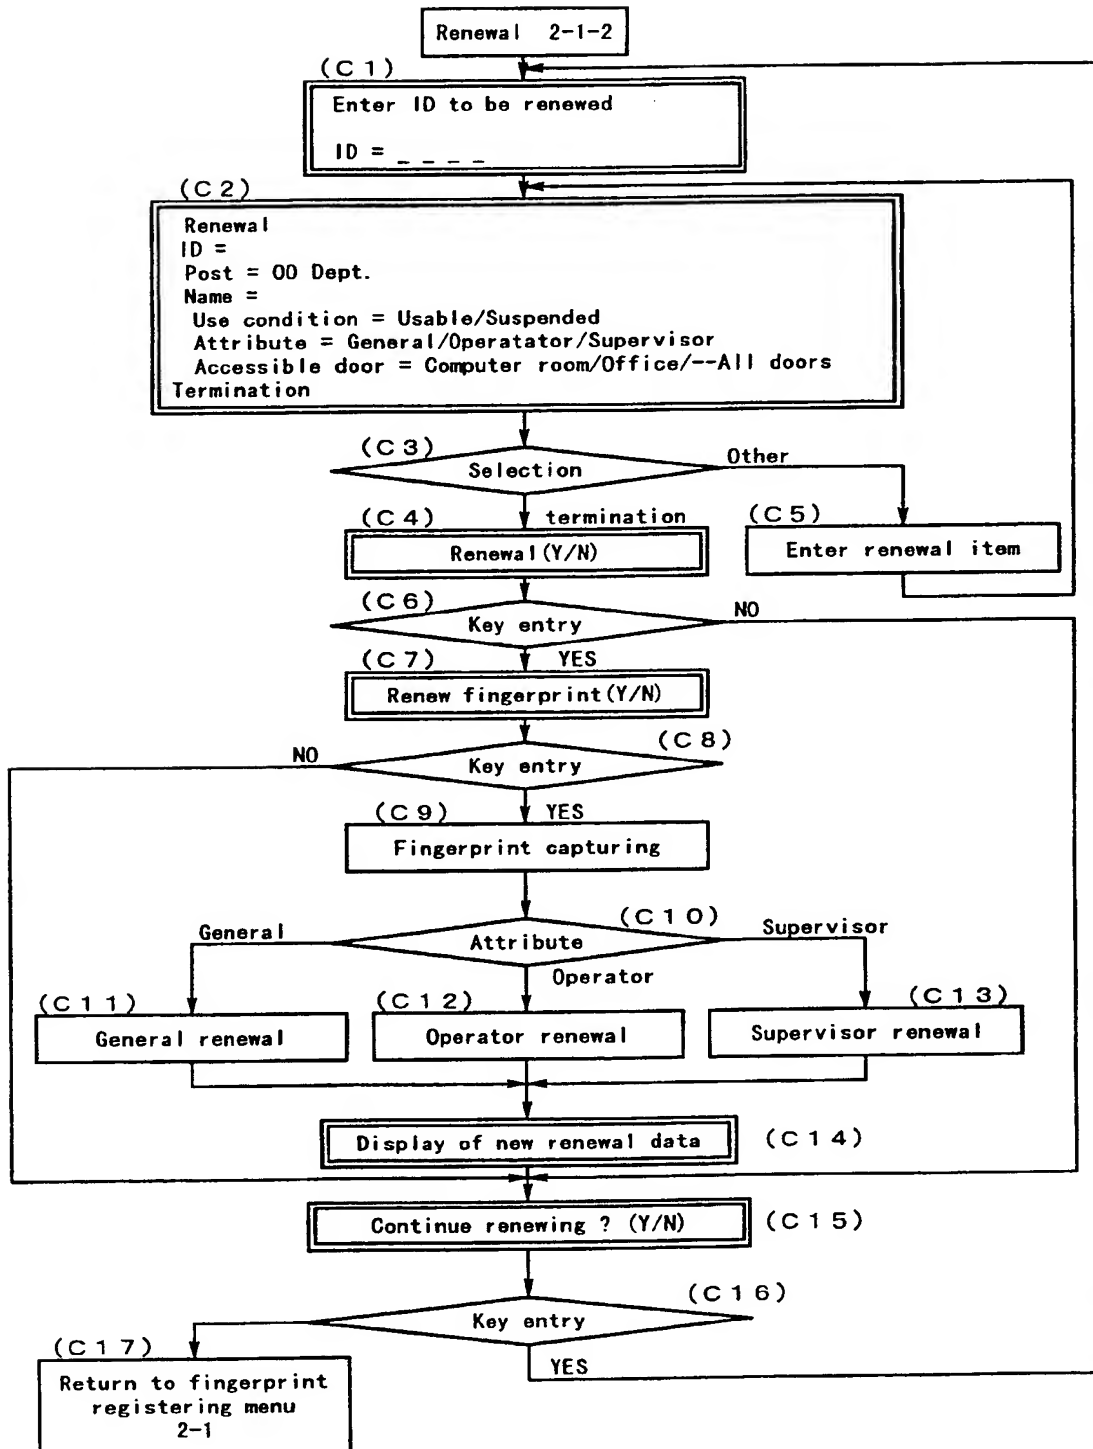 Renewal 2-1-2
(C1)
Enter ID to be renewed
ID = _ _ _ _
(C2)
Renewal
ID =
Post = OO Dept.
Name =
Use condition = Usable/Suspended
Attribute = General/Operatator/Supervisor
Accessible door = Computer room/Office/--All doors
Termination
(C3)
Selection
Other
(C4)
termination
(C5)
Renewal(Y/N)
Enter renewal item
(C6)
Key entry
NO
(C7)
YES
Renew fingerprint(Y/N)
(C8)
NO
Key entry
(C9)
YES
Fingerprint capturing
(C10)
General
Attribute
Supervisor
Operator
(C11)
(C12)
(C13)
General renewal
Operator renewal
Supervisor renewal
Display of new renewal data
(C14)
Continue renewing ? (Y/N)
(C15)
(C16)
Key entry
(C17)
YES
Return to fingerprint
registering menu
2-1